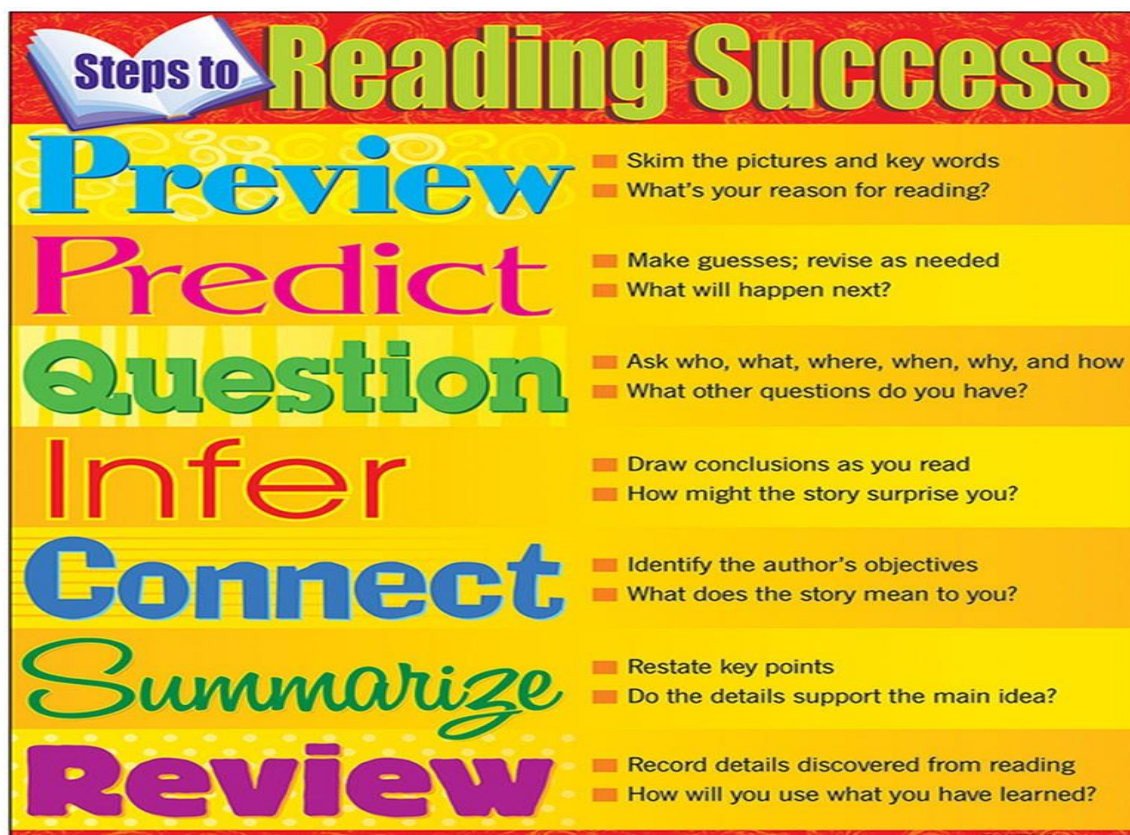 Steps to Reading Success
Preview
Skim the pictures and key words
What's your reason for reading?
Predict
Make guesses; revise as needed
What will happen next?
Question
Ask who, what, where, when, why, and how
What other questions do you have?
Infer
Draw conclusions as you read
How might the story surprise you?
Connect
Identify the author's objectives
What does the story mean to you?
Summarize
Restate key points
Do the details support the main idea?
Review
Record details discovered from reading
How will you use what you have learned?